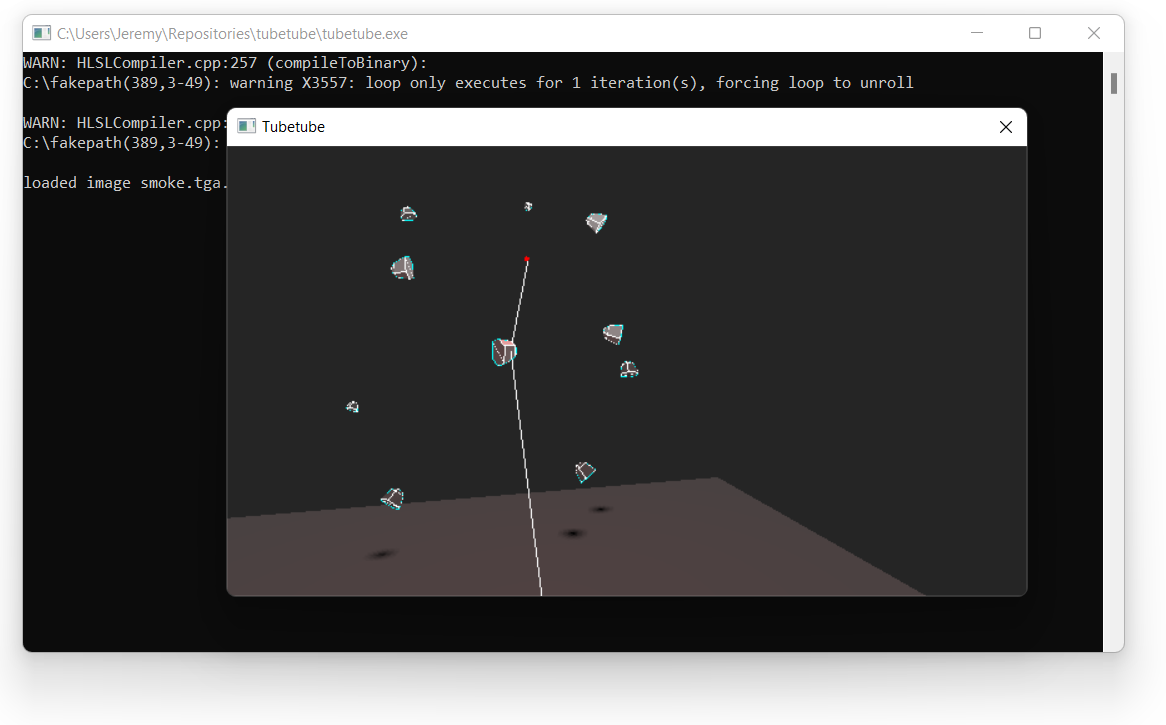 C:\Users\Jeremy\Repositories\tubetube\tubetube.exe
WARN: HLSLCompiler.cpp:257 (compileToBinary):
C:\fakepath(389,3-49): warning X3557: loop only executes for 1 iteration(s), forcing loop to unroll
WARN: HLSLCompiler.cpp:
C:\fakepath(389,3-49):
loaded image smoke.tga.
Tubetube